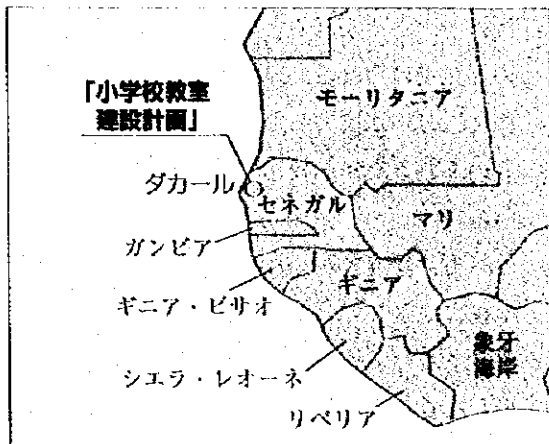 モーリタニア
「小学校教室
建設計画」
ダカール
セネガル
マリ
ガンビア
ギニア
ギニア・ビサオ
象牙
海岸
シエラ・レオーネ
リベリア